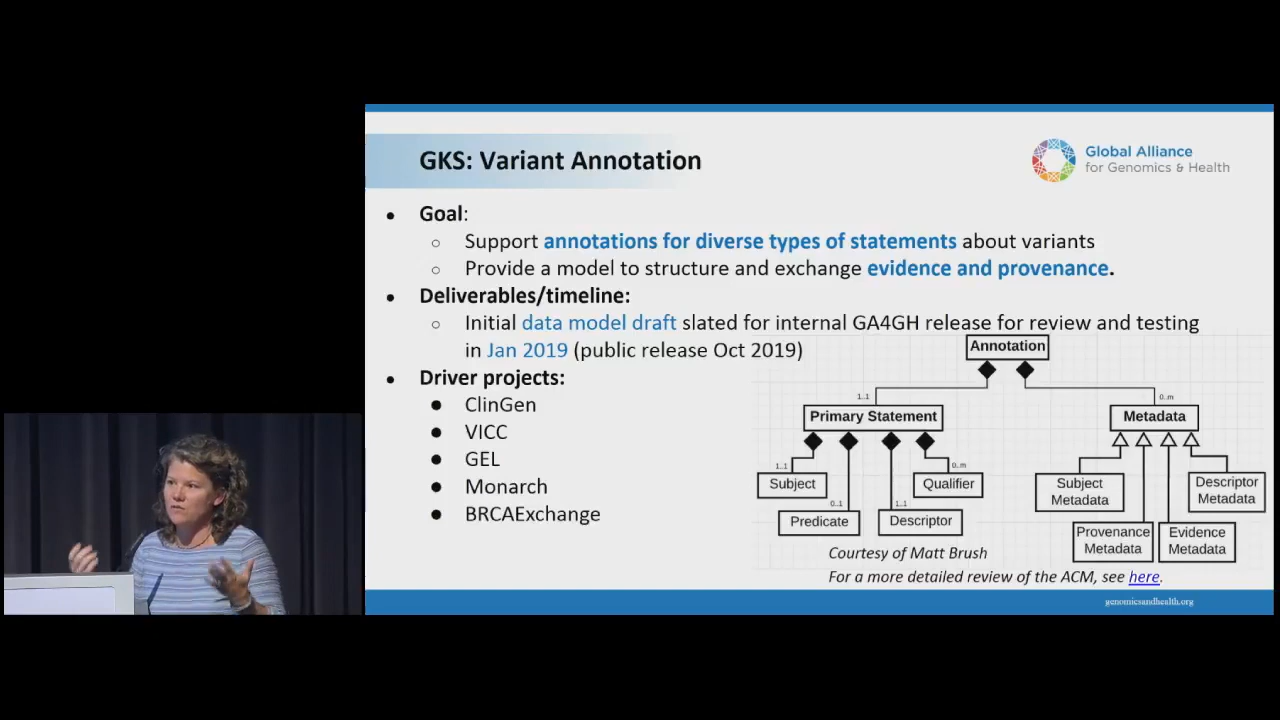 GKS: Variant Annotation
Global Alliance
for Genomics & Health
● Goal:
○ Support annotations for diverse types of statements about variants
○ Provide a model to structure and exchange evidence and provenance.
● Deliverables/timeline:
○ Initial data model draft slated for internal GA4GH release for review and testing
in Jan 2019 (public release Oct 2019)
● Driver projects:
● ClinGen
● VICC
● GEL
● Monarch
● BRCAExchange
Annotation
1..1
0..m
Primary Statement
Metadata
1..1
0..m
Subject
Qualifier
0..1
1..1
Predicate
Descriptor
Subject
Metadata
Descriptor
Metadata
Provenance
Metadata
Evidence
Metadata
Courtesy of Matt Brush
For a more detailed review of the ACM, see here.
genomicsandhealth.org